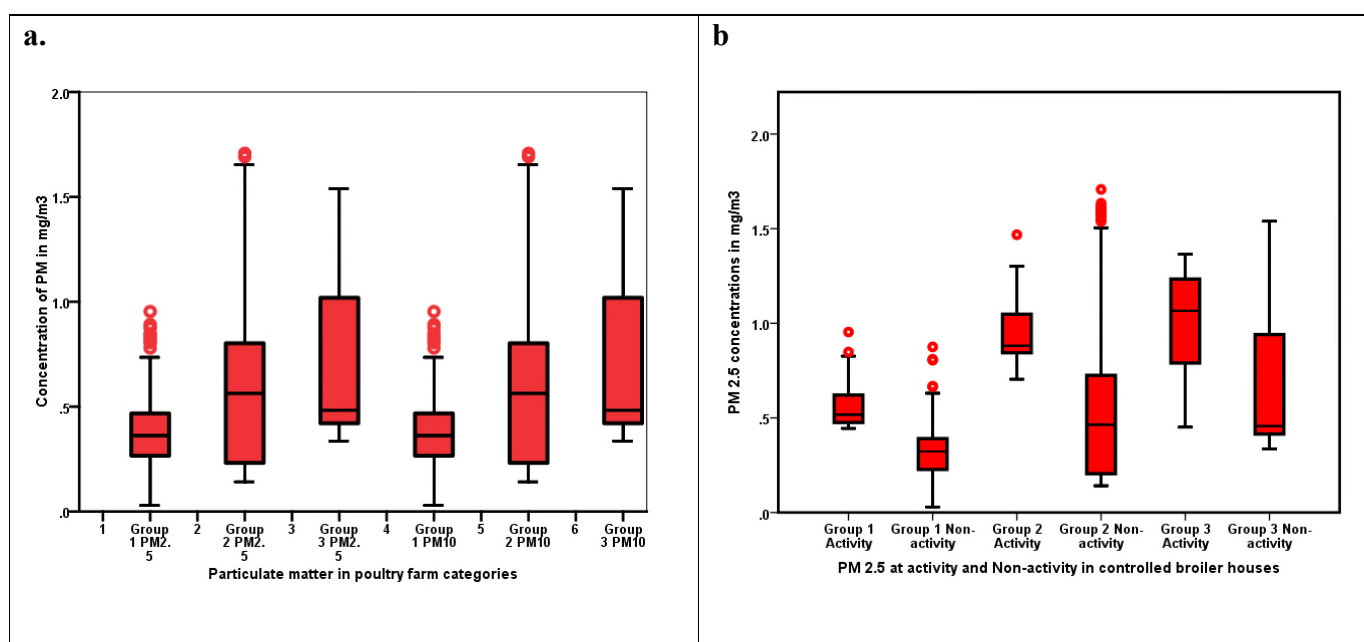 a.
Concentration of PM in mg/m3
2.0
1.5
1.0
.5
.0
1 Group 2 Group 3 Group 4 Group 5 Group 6 Group
1 PM2. 2 PM2. 3 PM2. 1 PM10 2 PM10 3 PM10
5 5 5
Particulate matter in poultry farm categories
b
PM 2.5 concentrations in mg/m3
2.0
1.5
1.0
.5
.0
Group 1 Group 1 Non- Group 2 Group 2 Non- Group 3 Group 3 Non-
Activity activity Activity activity Activity activity
PM 2.5 at activity and Non-activity in controlled broiler houses